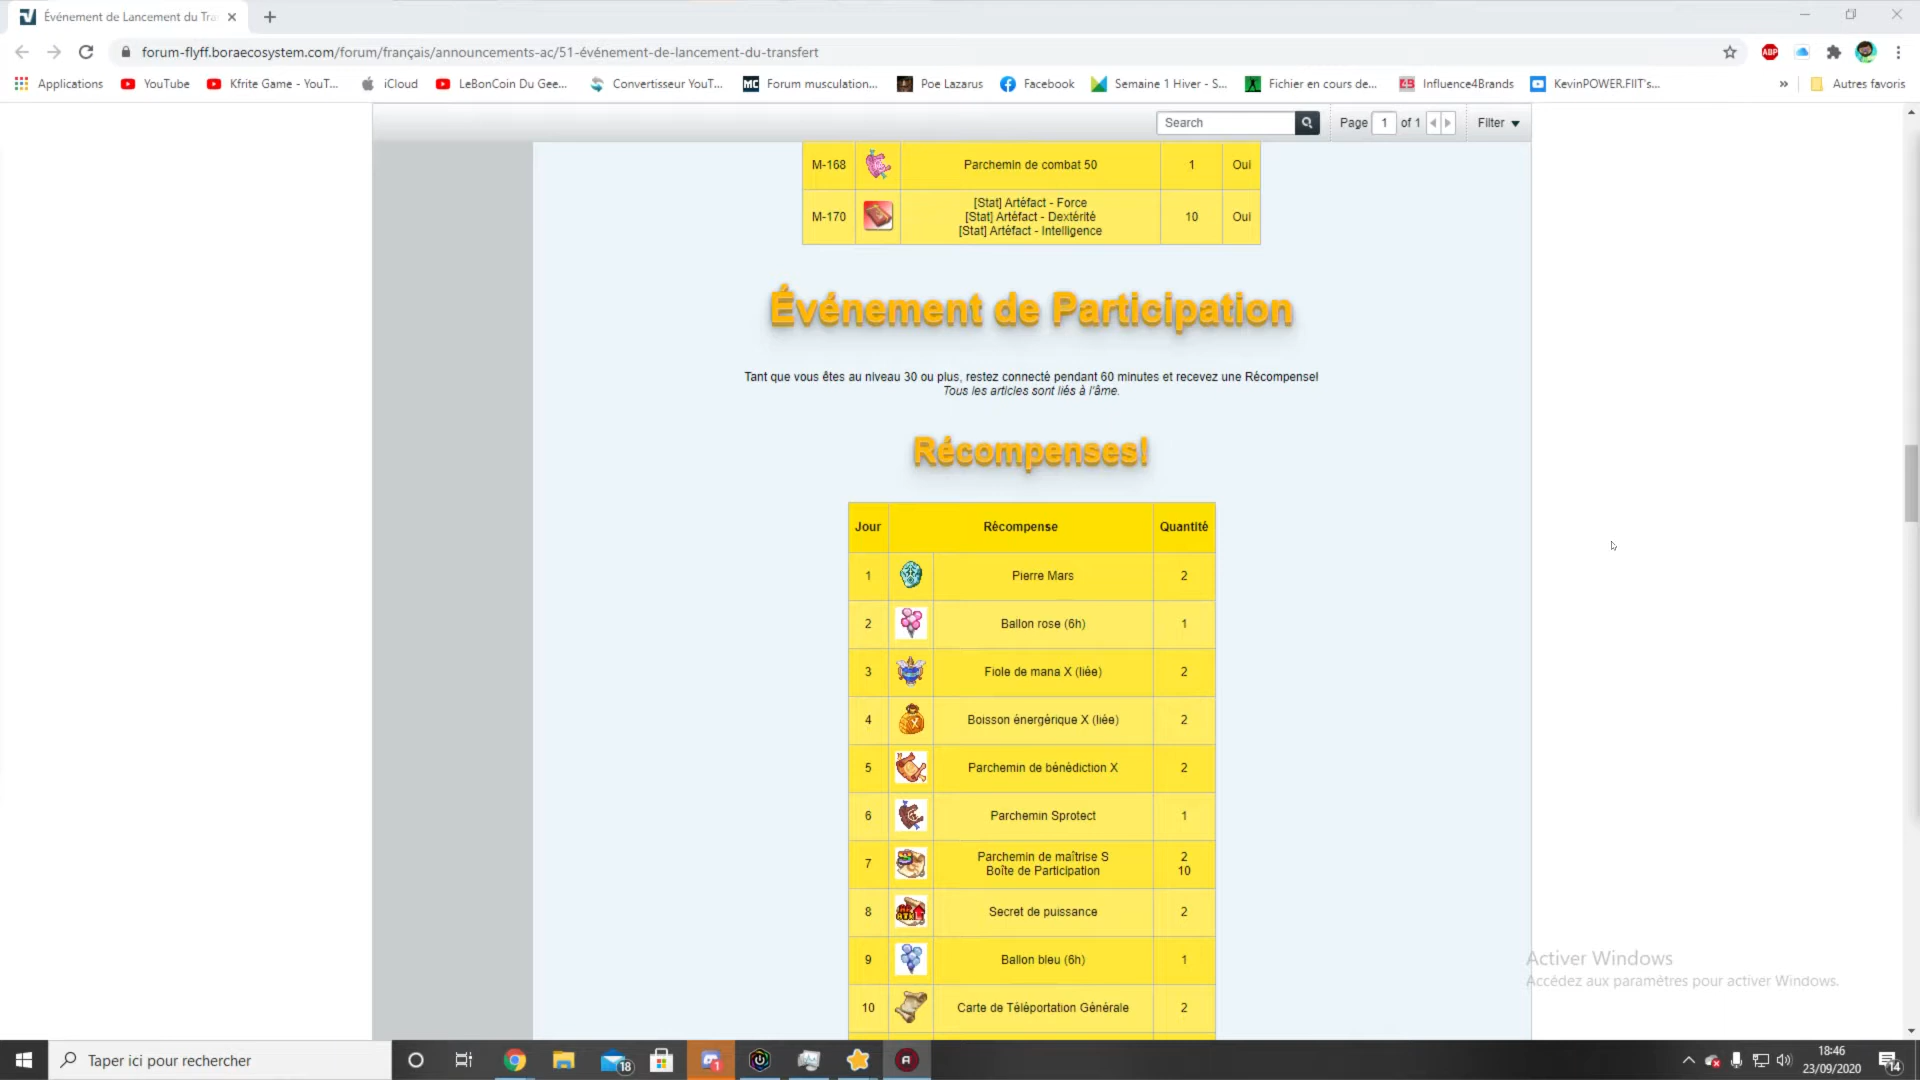 Événement de Lancement du Tra
forum-flyff.boraecosystem.com/forum/français/announcements-ac/51-événement-de-lancement-du-transfert
ABP
Applications
YouTube
Kfrite Game - YouT...
iCloud
LeBonCoin Du Gee...
Convertisseur YouT...
MC
Forum musculation...
Poe Lazarus
Facebook
Semaine 1 Hiver - S...
Fichier en cours de...
Influence4Brands
KevinPOWER.FIIT's...
»
Autres favoris
Search
Page 1 of 1
Filter
M-168 Parchemin de combat 50 1 Oui
[Stat] Artéfact - Force
M-170 [Stat] Artéfact - Dextérité 10 Oui
[Stat] Artéfact - Intelligence
Événement de Participation
Tant que vous êtes au niveau 30 ou plus, restez connecté pendant 60 minutes et recevez une Récompense!
Tous les articles sont liés à l'âme.
Récompenses!
Jour Récompense Quantité
1 Pierre Mars 2
2 Ballon rose (6h) 1
3 Fiole de mana X (liée) 2
4 Boisson énergérique X (liée) 2
5 Parchemin de bénédiction X 2
6 Parchemin Sprotect 1
7 Parchemin de maîtrise S 2
Boîte de Participation 10
8 Secret de puissance 2
9 Ballon bleu (6h) 1
10 Carte de Téléportation Générale 2
Activer Windows
Accédez aux paramètres pour activer Windows.
Taper ici pour rechercher
18
1
18:46
23/09/2020
14